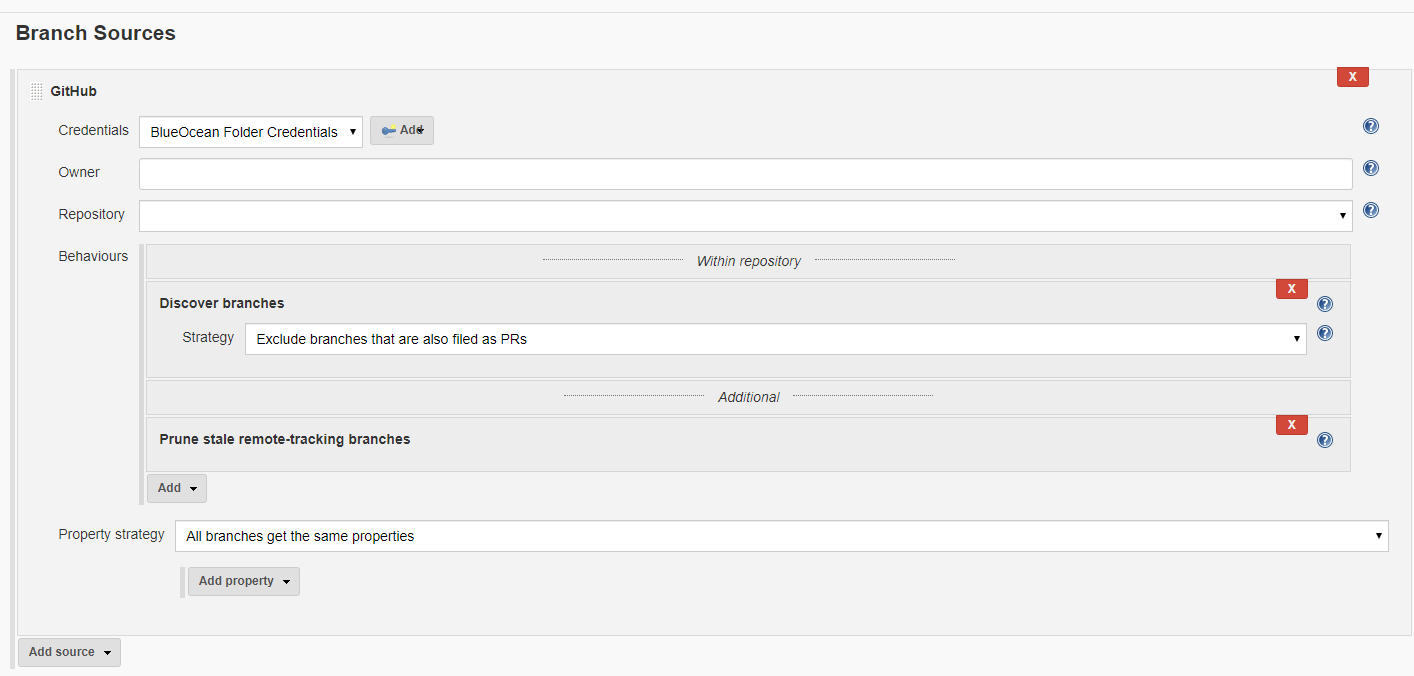 Branch Sources
X
GitHub
Credentials BlueOcean Folder Credentials Add
Owner
Repository
Behaviours
Within repository
X
Discover branches
Strategy Exclude branches that are also filed as PRs
Additional
X
Prune stale remote-tracking branches
Add
Property strategy All branches get the same properties
Add property
Add source